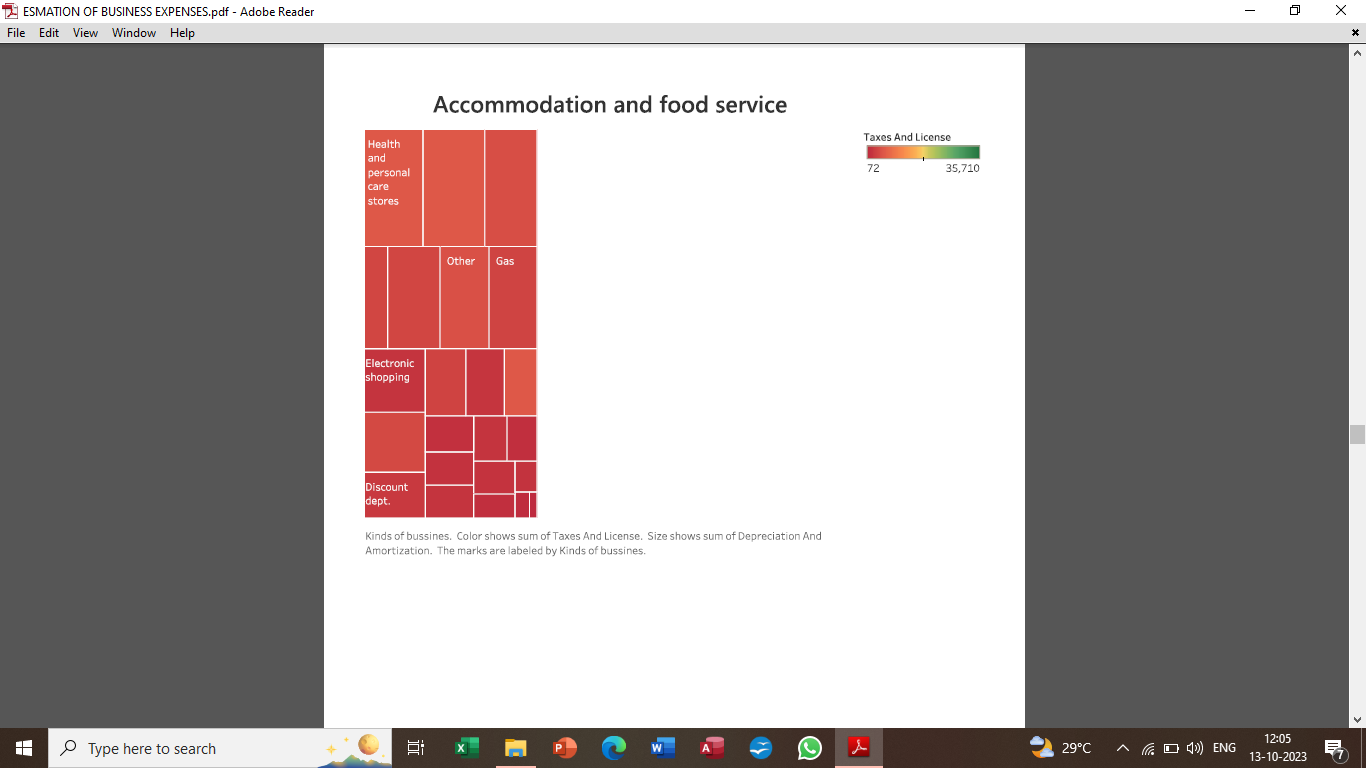 ESMATION OF BUSINESS EXPENSES.pdf - Adobe Reader
File Edit View Window Help
Accommodation and food service
Taxes And License
72 35,710
Health
and
personal
care
stores
Other
Gas
Electronic
shopping
Discount
dept.
Kinds of bussines. Color shows sum of Taxes And License. Size shows sum of Depreciation And
Amortization. The marks are labeled by Kinds of bussines.
Type here to search
29°C
ENG
12:05
13-10-2023
7